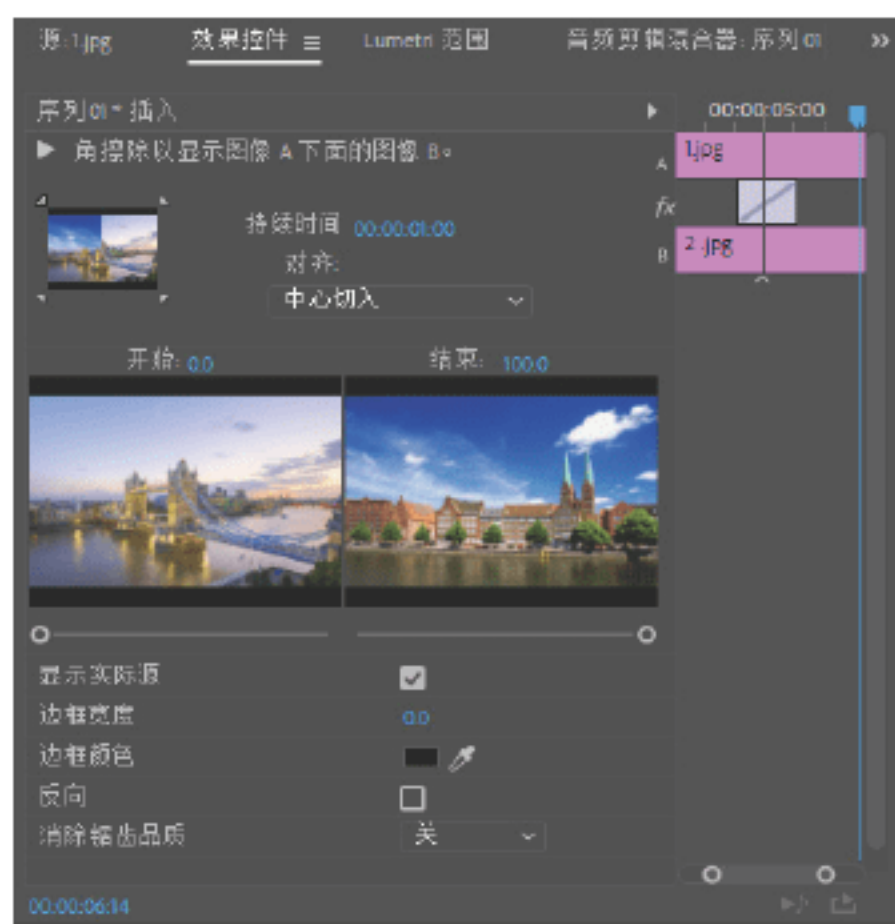 源:1.jpg 效果控件 ≡ Lumetri 范围 音频剪辑混合器:序列 01 »
序列 01 * 插入 00:00:05:00
角擦除以显示图像 A 下面的图像 B。
A 1.jpg
持续时间 00:00:01:00
fx
对齐:
B 2.jpg
中心切入
开始: 0.0 结束: 100.0
显示实际源
边框宽度 0.0
边框颜色
反向
消除锯齿品质 关
00:00:06:14